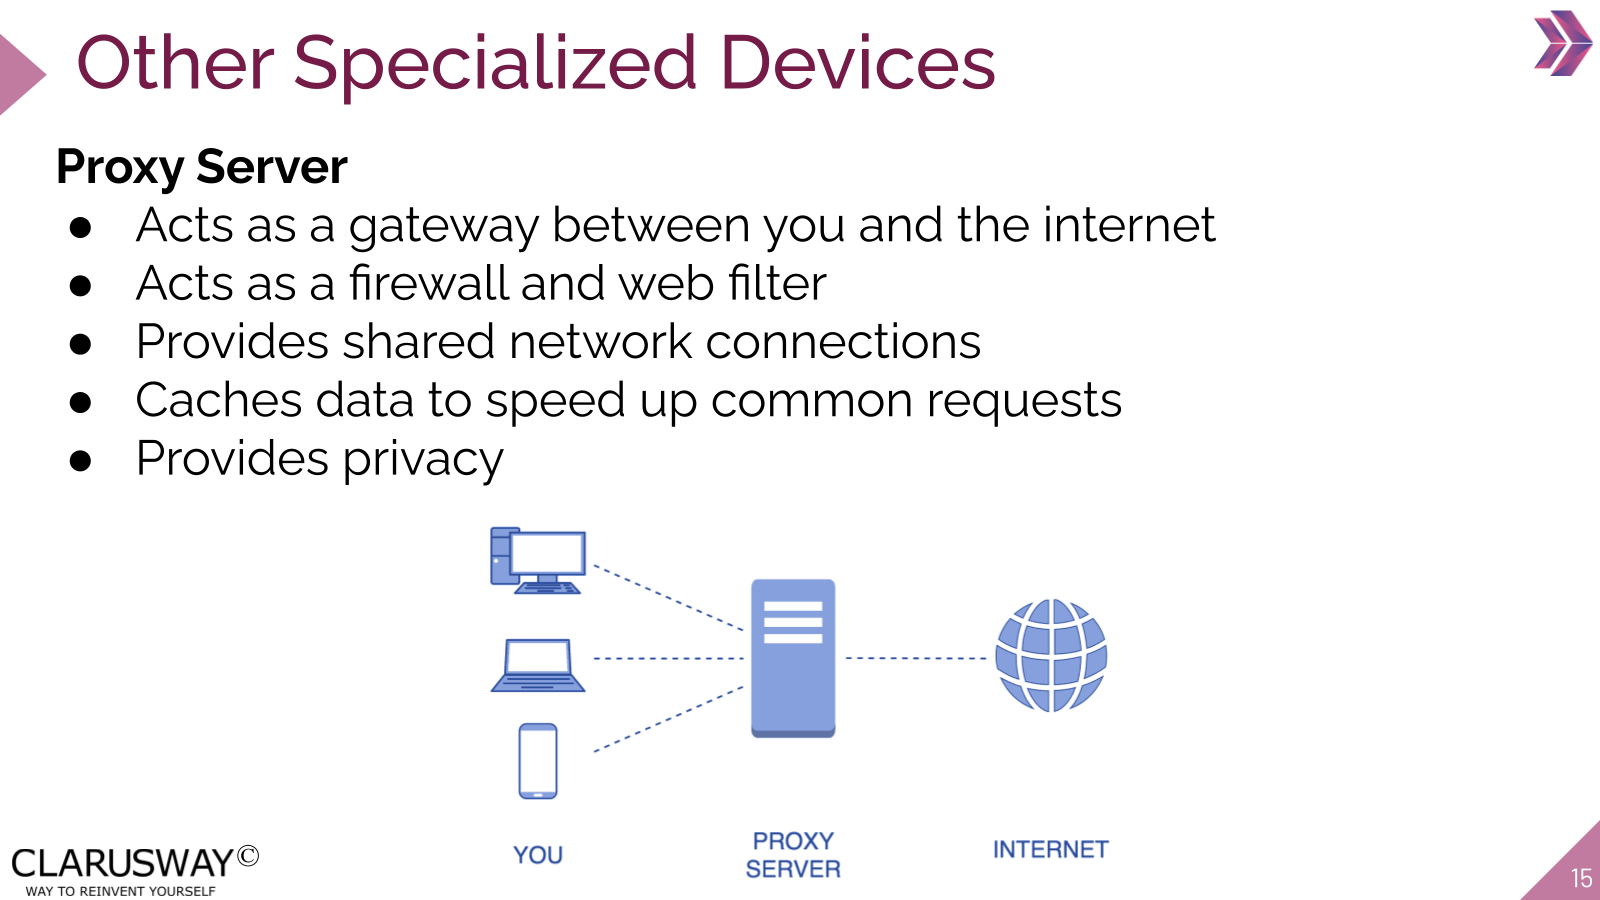 Other Specialized Devices
Proxy Server
● Acts as a gateway between you and the internet
● Acts as a firewall and web filter
● Provides shared network connections
● Caches data to speed up common requests
● Provides privacy
YOU
PROXY
SERVER
INTERNET
CLARUSWAY©
WAY TO REINVENT YOURSELF
15